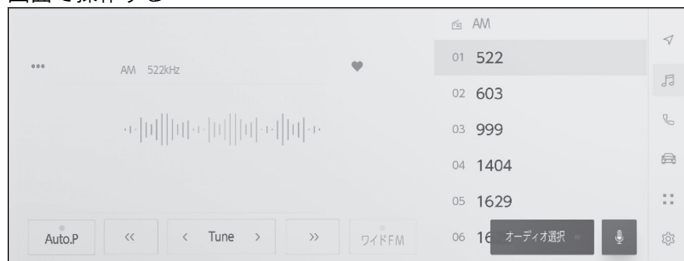 画面で操作する
AM
AM 522kHz
01 522
02 603
03 999
04 1404
05 1629
06 16
Auto.P
Tune
ワイドFM
オーディオ選択